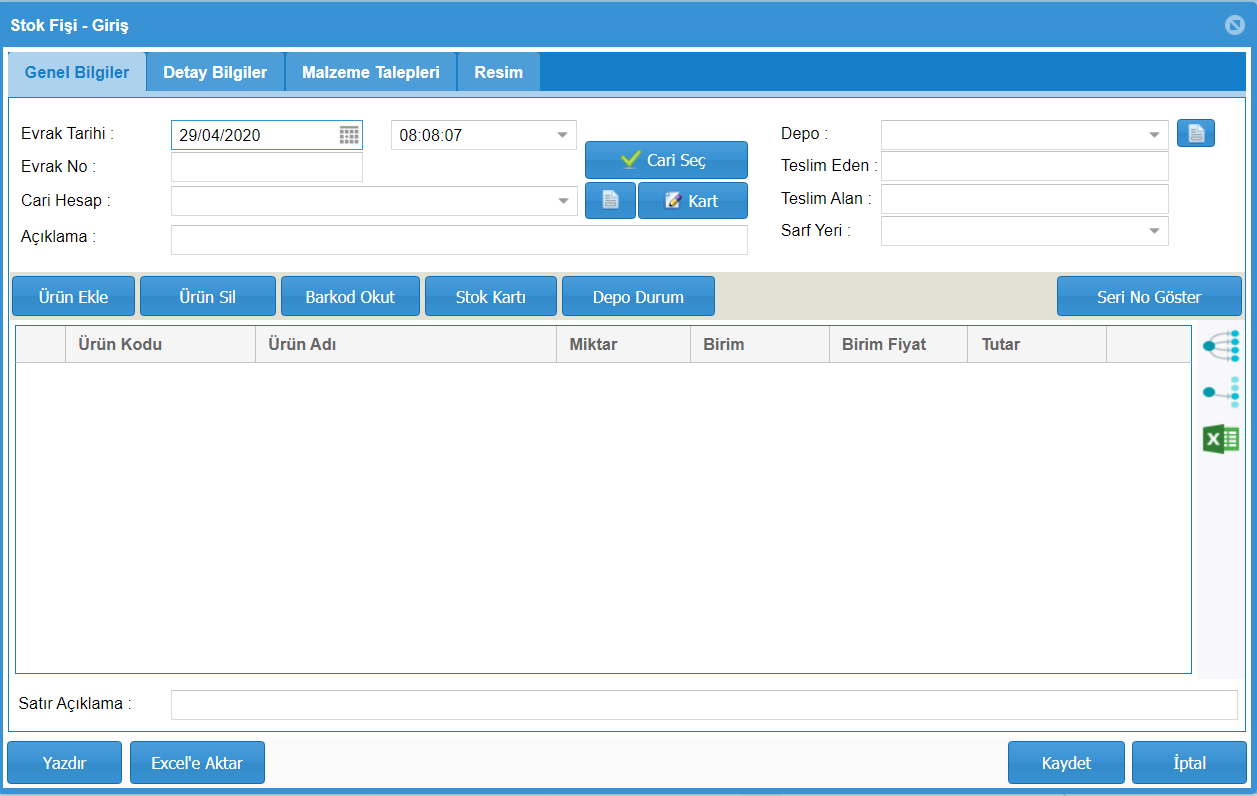 Stok Fişi - Giriş
Genel Bilgiler Detay Bilgiler Malzeme Talepleri Resim
Evrak Tarihi : 29/04/2020 08:08:07 Depo :
Evrak No : Cari Seç Teslim Eden :
Cari Hesap : Kart Teslim Alan :
Açıklama : Sarf Yeri :
Ürün Ekle Ürün Sil Barkod Okut Stok Kartı Depo Durum Seri No Göster
Ürün Kodu Ürün Adı Miktar Birim Birim Fiyat Tutar
Satır Açıklama :
Yazdır Excel'e Aktar Kaydet İptal